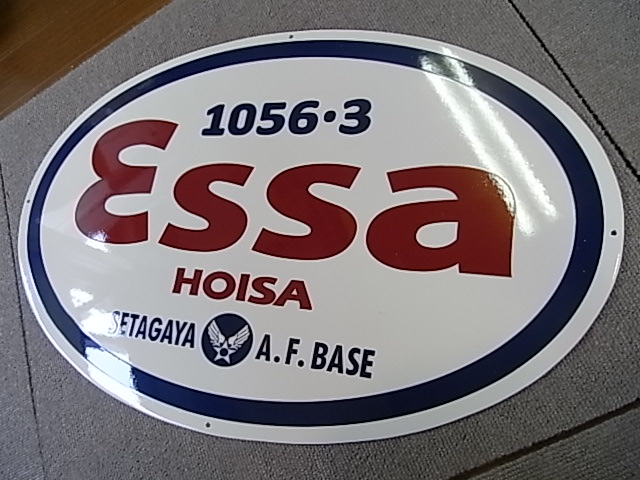 1056·3
Essa
HOISA
SETAGAYA A.F. BASE